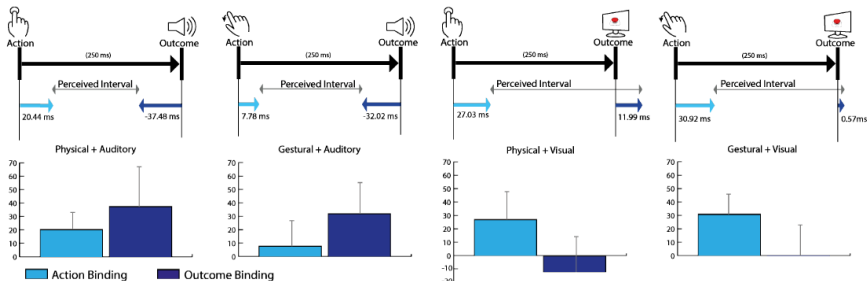 Action
Outcome
(250 ms)
Perceived Interval
20.44 ms
-37.48 ms
Physical + Auditory
70
60
50
40
30
20
10
0
Action
Outcome
(250 ms)
Perceived Interval
7.78 ms
-32.02 ms
Gestural + Auditory
70
60
50
40
30
20
10
0
Action
Outcome
(250 ms)
Perceived Interval
27.03 ms
11.99 ms
Physical + Visual
70
60
50
40
30
20
10
0
-10
-20
Action
Outcome
(250 ms)
Perceived Interval
30.92 ms
0.57ms
Gestural + Visual
70
60
50
40
30
20
10
0
Action Binding
Outcome Binding